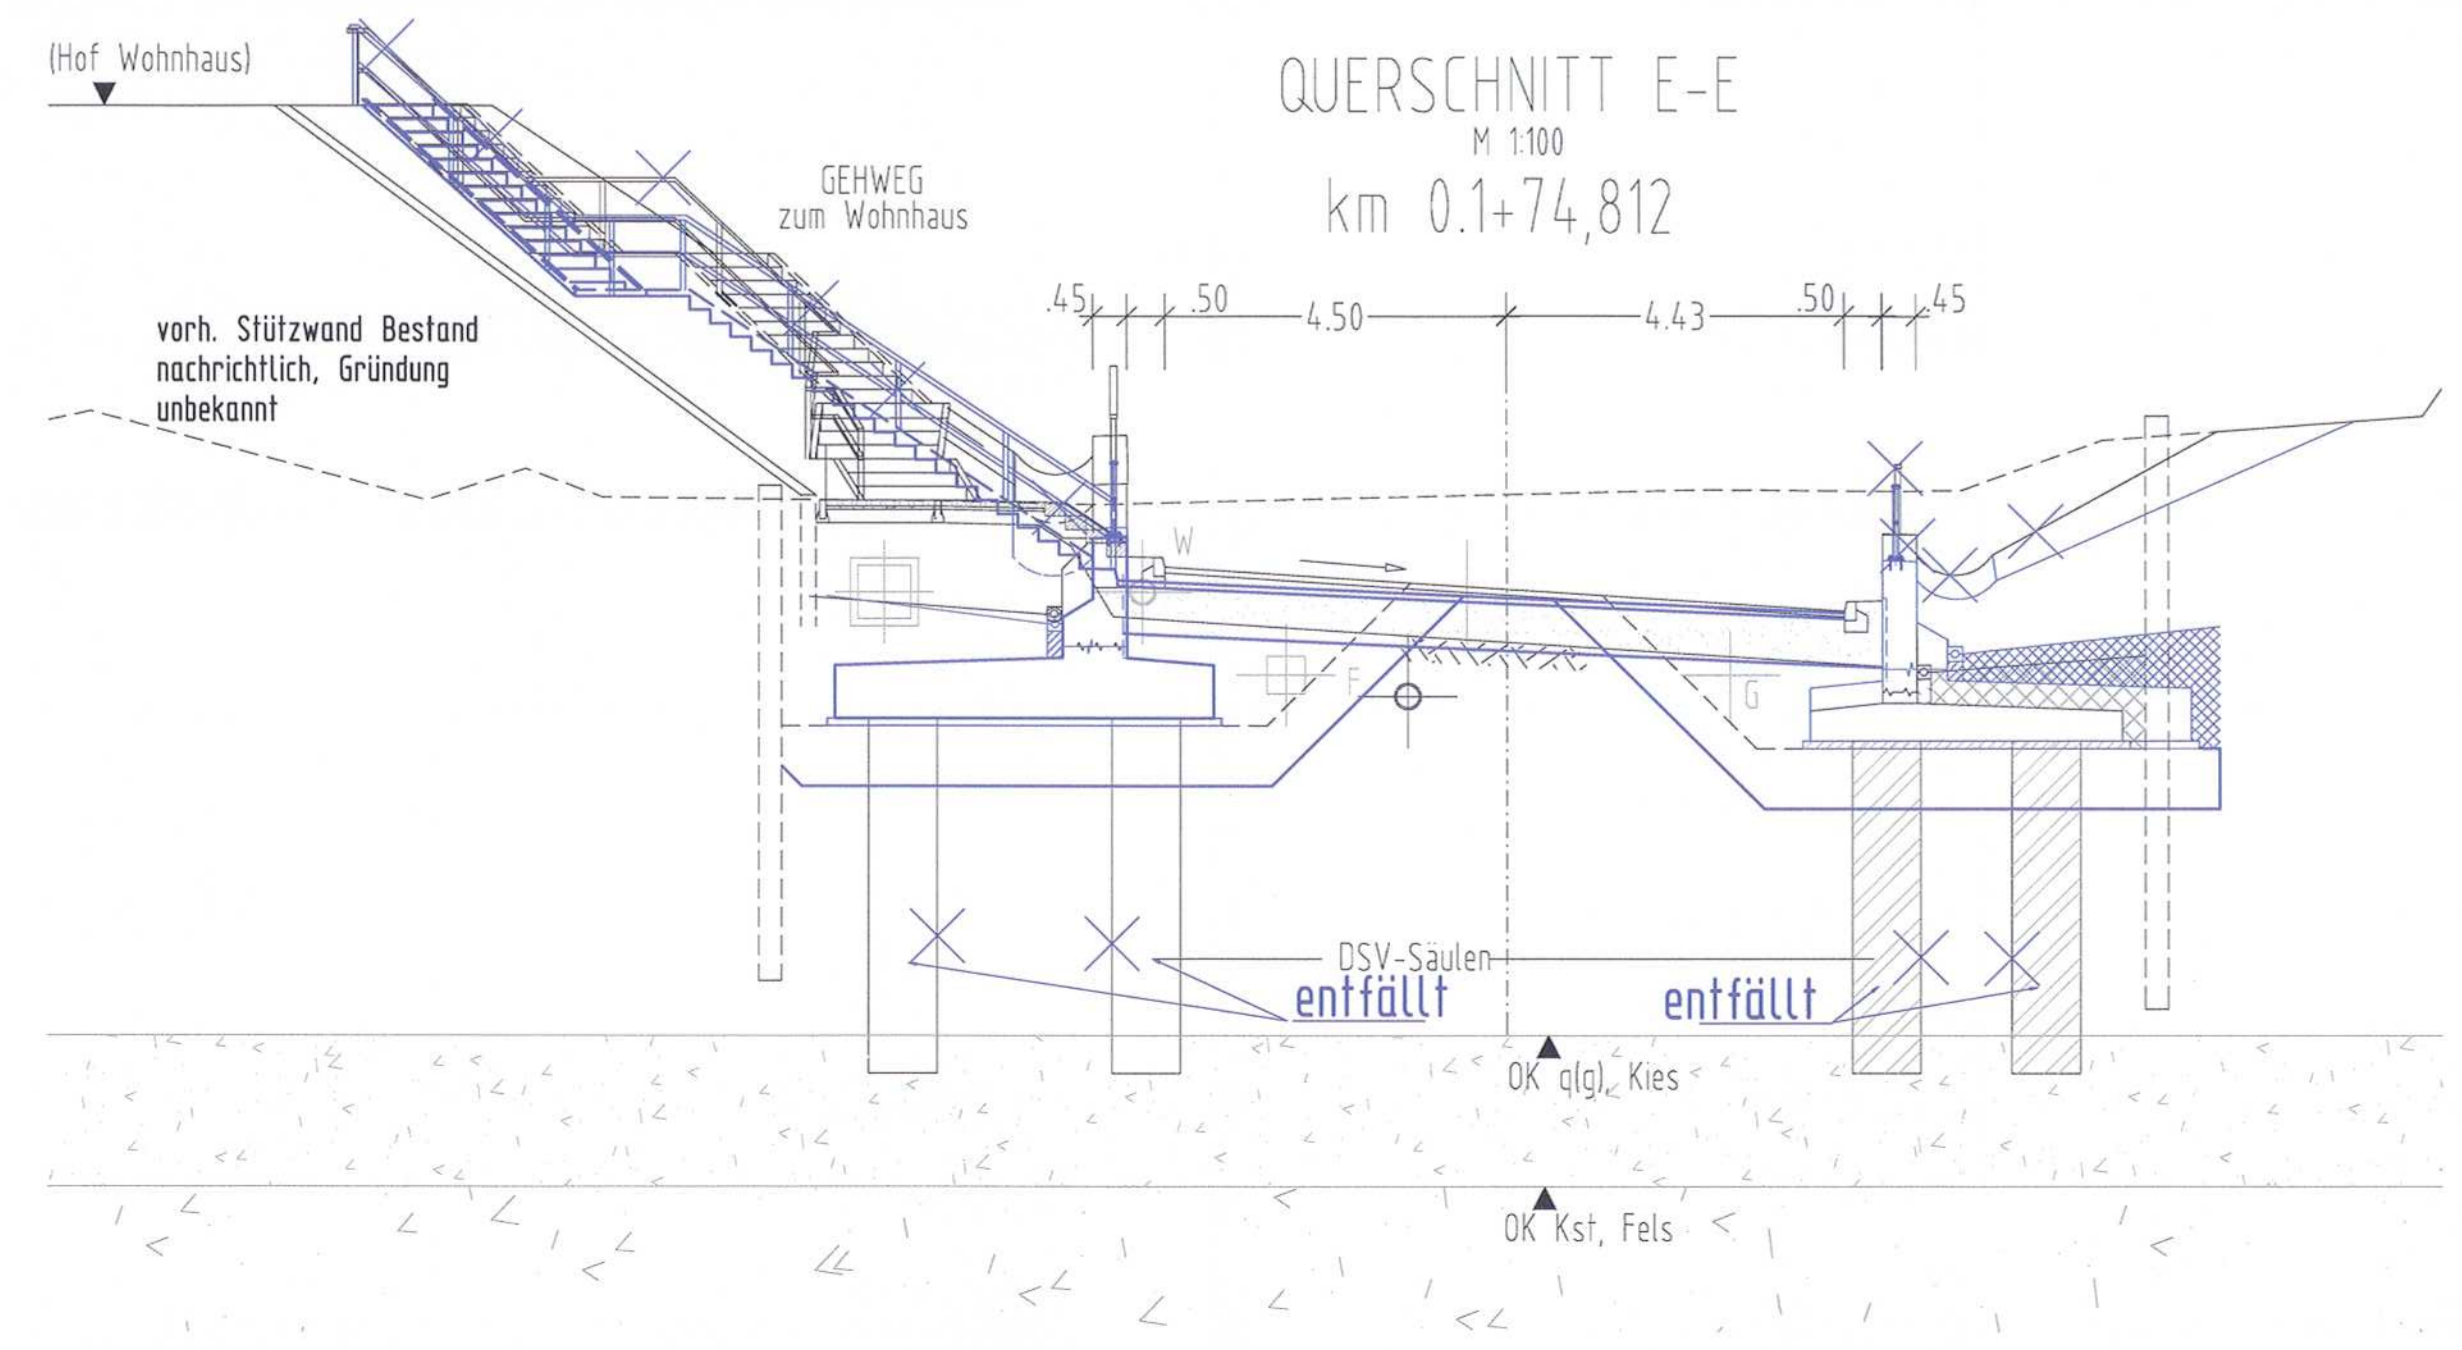 (Hof Wohnhaus)
QUERSCHNITT E-E
M 1:100
km 0.1+74,812
GEHWEG
zum Wohnhaus
.45 .50 4.50 4.43 .50 .45
vorh. Stützwand Bestand
nachrichtlich, Gründung
unbekannt
W
F
G
DSV-Säulen
entfällt entfällt
OK q(g), Kies
OK Kst, Fels